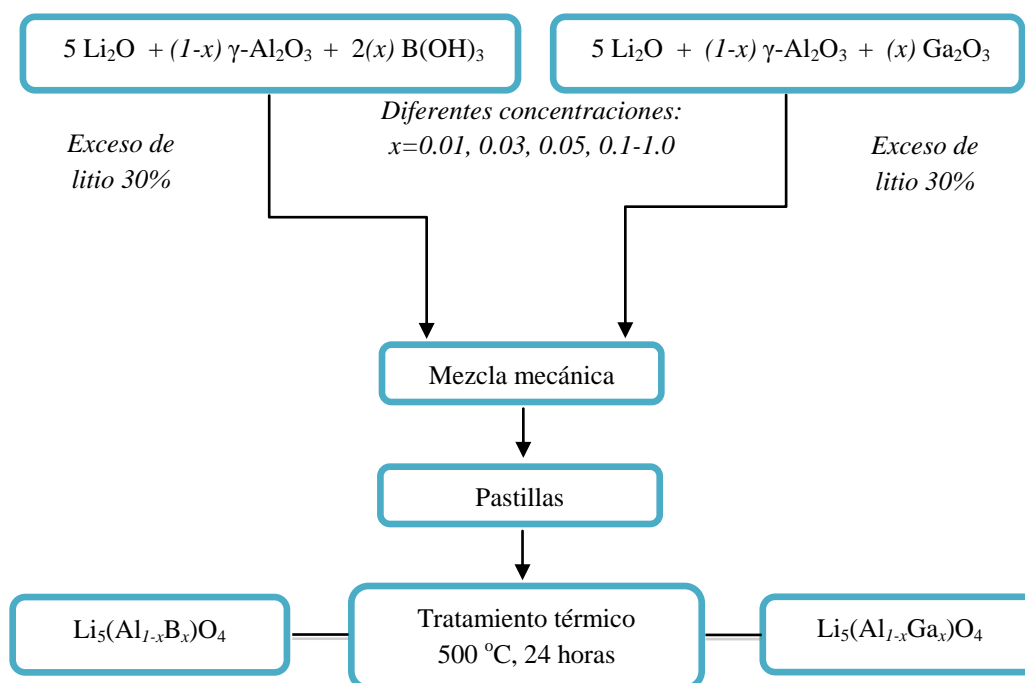 5 Li₂O + (1-x) γ-Al₂O₃ + 2(x) B(OH)₃
5 Li₂O + (1-x) γ-Al₂O₃ + (x) Ga₂O₃
Diferentes concentraciones:
x=0.01, 0.03, 0.05, 0.1-1.0
Exceso de
litio 30%
Exceso de
litio 30%
Mezcla mecánica
Pastillas
Tratamiento térmico
500 °C, 24 horas
Li₅(Al₁₋ₓBₓ)O₄
Li₅(Al₁₋ₓGaₓ)O₄